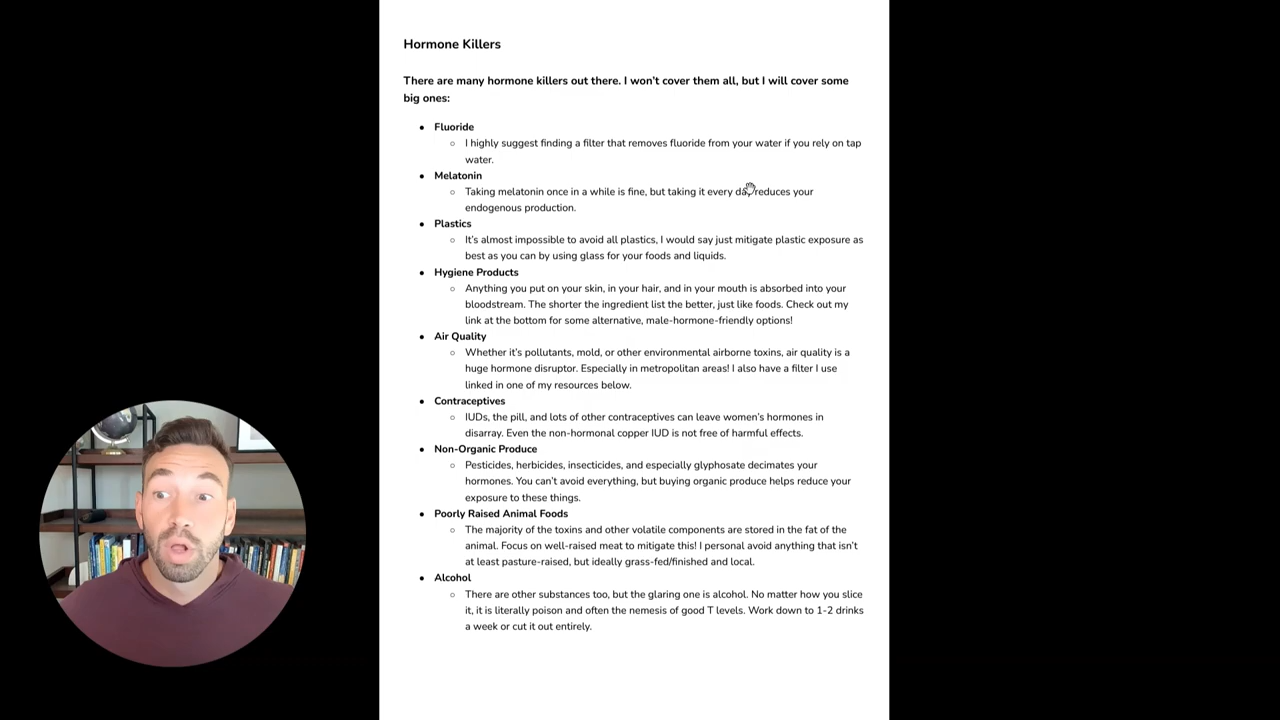 Hormone Killers
There are many hormone killers out there. I won't cover them all, but I will cover some
big ones:
• Fluoride
○ I highly suggest finding a filter that removes fluoride from your water if you rely on tap
water.
• Melatonin
○ Taking melatonin once in a while is fine, but taking it every day reduces your
endogenous production.
• Plastics
○ It's almost impossible to avoid all plastics, I would say just mitigate plastic exposure as
best as you can by using glass for your foods and liquids.
• Hygiene Products
○ Anything you put on your skin, in your hair, and in your mouth is absorbed into your
bloodstream. The shorter the ingredient list the better, just like foods. Check out my
link at the bottom for some alternative, male-hormone-friendly options!
• Air Quality
○ Whether it's pollutants, mold, or other environmental airborne toxins, air quality is a
huge hormone disruptor. Especially in metropolitan areas! I also have a filter I use
linked in one of my resources below.
• Contraceptives
○ IUDs, the pill, and lots of other contraceptives can leave women's hormones in
disarray. Even the non-hormonal copper IUD is not free of harmful effects.
• Non-Organic Produce
○ Pesticides, herbicides, insecticides, and especially glyphosate decimates your
hormones. You can't avoid everything, but buying organic produce helps reduce your
exposure to these things.
• Poorly Raised Animal Foods
○ The majority of the toxins and other volatile components are stored in the fat of the
animal. Focus on well-raised meat to mitigate this! I personal avoid anything that isn't
at least pasture-raised, but ideally grass-fed/finished and local.
• Alcohol
○ There are other substances too, but the glaring one is alcohol. No matter how you slice
it, it is literally poison and often the nemesis of good T levels. Work down to 1-2 drinks
a week or cut it out entirely.